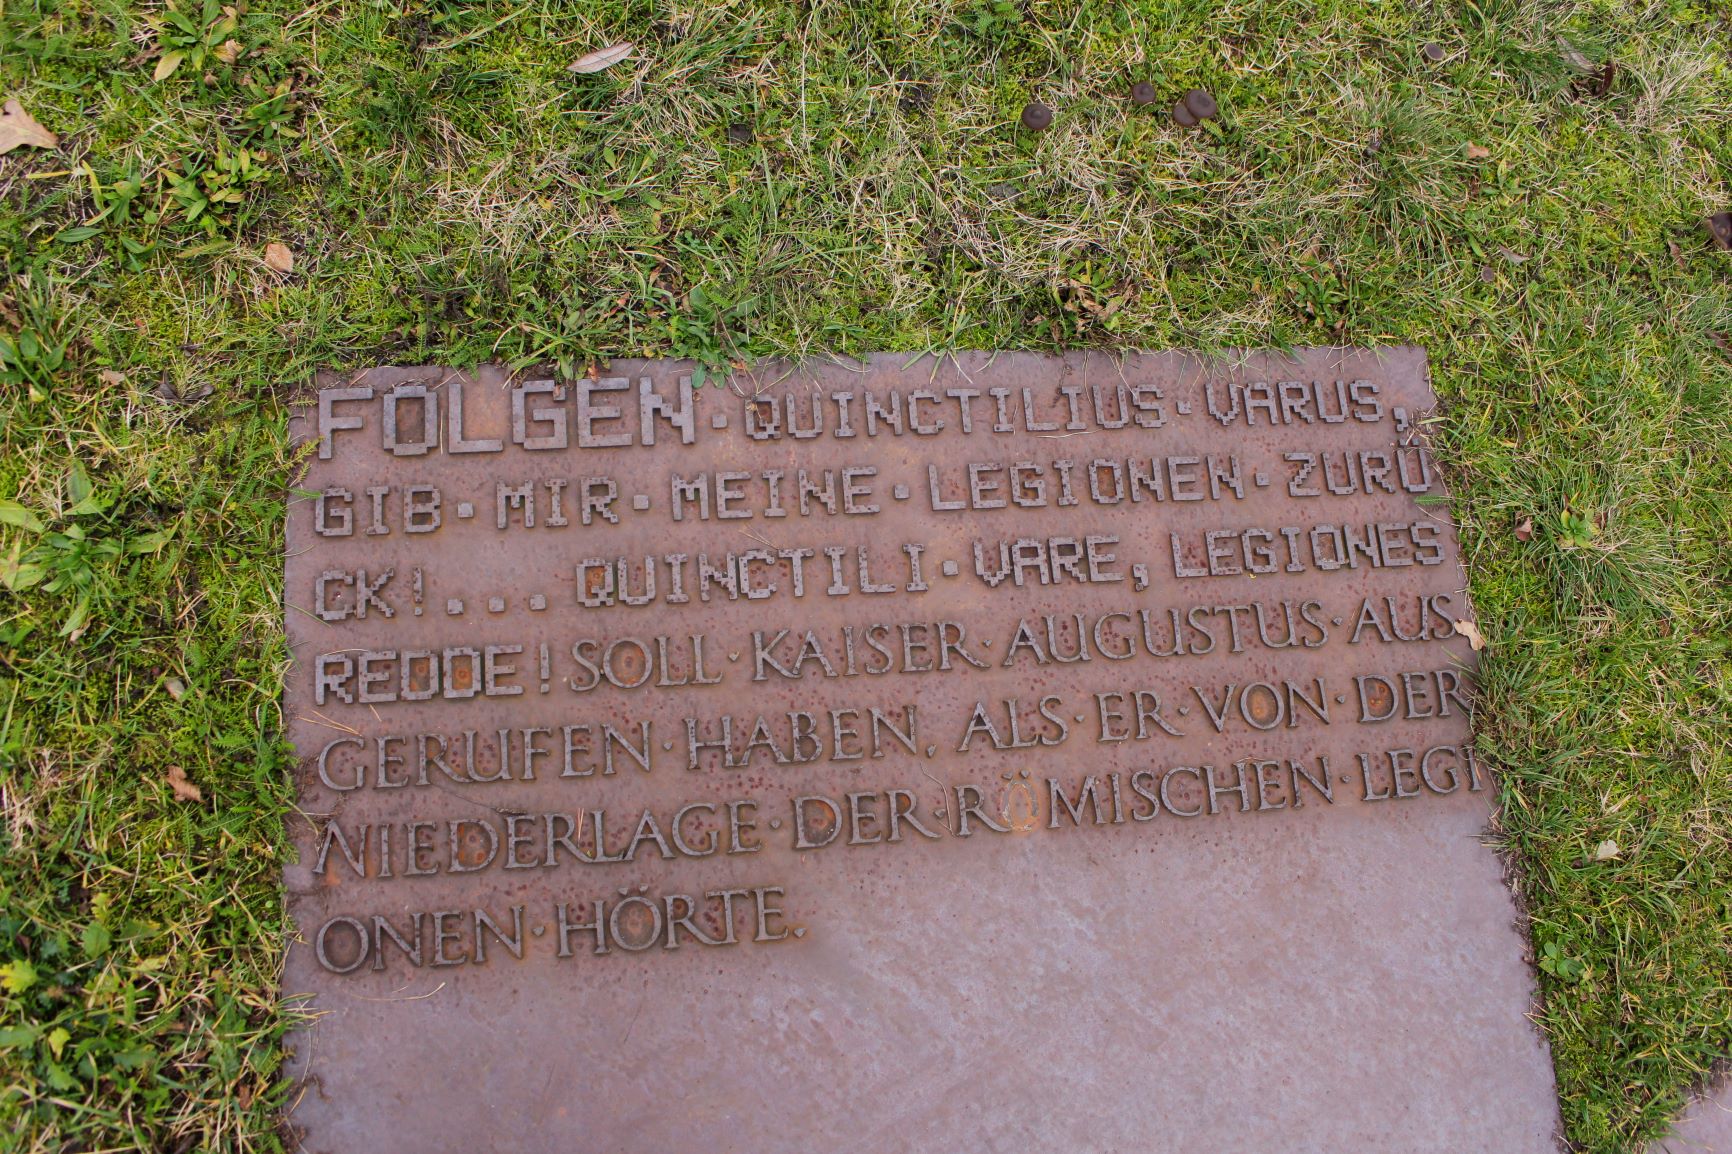 FOLGEN·QUINCTILIUS·VARUS,
GIB·MIR·MEINE·LEGIONEN·ZURÜ
CK!... QUINCTILI·VARE, LEGIONES
REDDE! SOLL·KAISER·AUGUSTUS·AUS
GERUFEN·HABEN, ALS·ER·VON·DER
NIEDERLAGE·DER·RÖMISCHEN·LEGI
ONEN·HÖRTE.